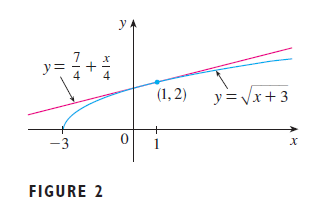 y
y = 7/4 + x/4
(1, 2)
y = √x + 3
−3
0
1
x
FIGURE 2